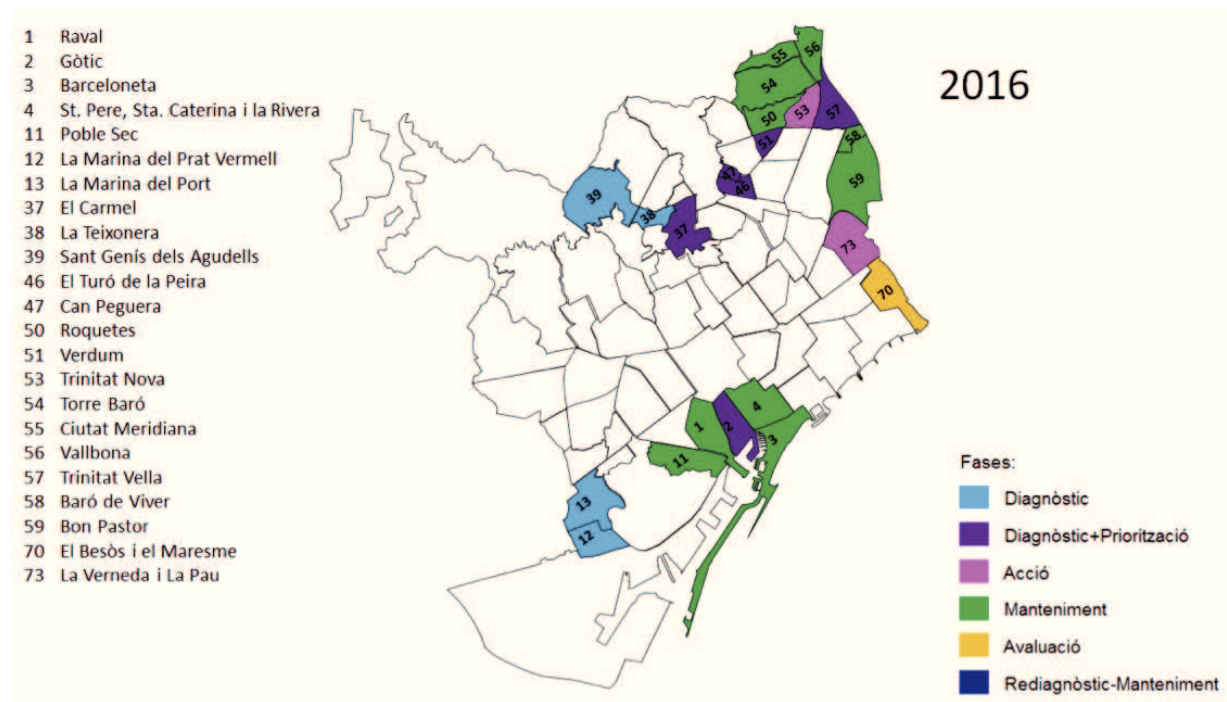 1 Raval
2 Gòtic
3 Barceloneta
4 St. Pere, Sta. Caterina i la Rivera
11 Poble Sec
12 La Marina del Prat Vermell
13 La Marina del Port
37 El Carmel
38 La Teixonera
39 Sant Genís dels Agudells
46 El Turó de la Peira
47 Can Peguera
50 Roquetes
51 Verdum
53 Trinitat Nova
54 Torre Baró
55 Ciutat Meridiana
56 Vallbona
57 Trinitat Vella
58 Baró de Viver
59 Bon Pastor
70 El Besòs i el Maresme
73 La Verneda i La Pau
2016
55
56
54
50
53
57
51
58
47
46
59
39
38
37
73
70
4
1
2
3
11
13
12
Fases:
Diagnòstic
Diagnòstic+Priorització
Acció
Manteniment
Avaluació
Rediagnòstic-Manteniment